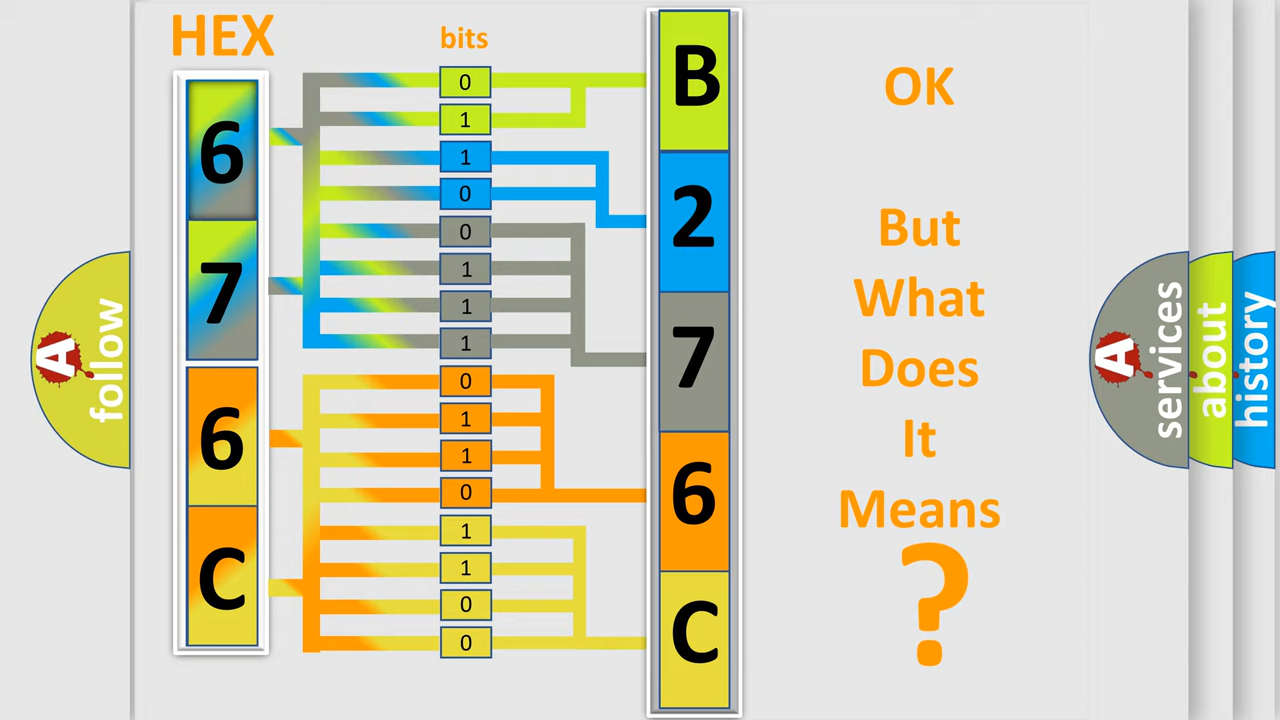 HEX
bits
6
7
6
C
0
1
1
0
0
1
1
1
0
1
1
0
1
1
0
0
B
2
7
6
C
OK
But
What
Does
It
Means
?
A
follow
A
services
about
history